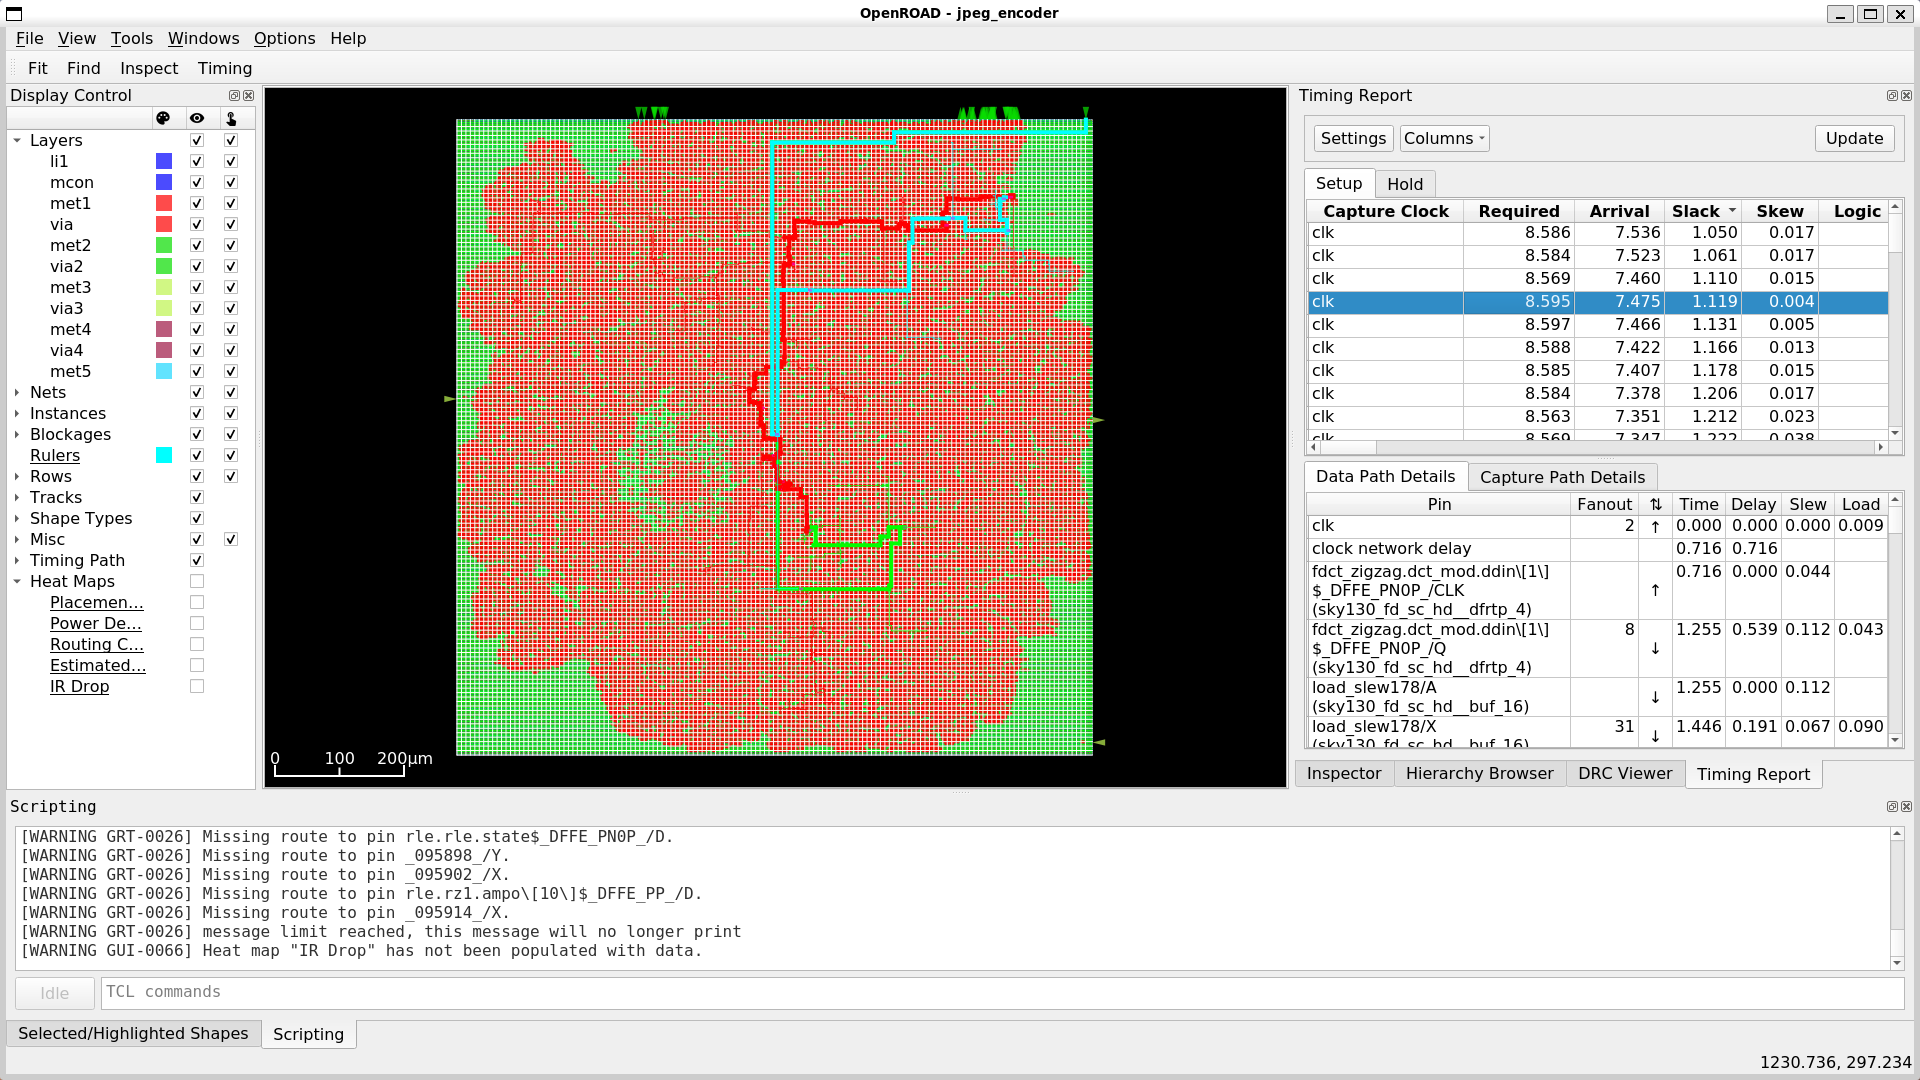 OpenROAD - jpeg_encoder
File View Tools Windows Options Help
Fit Find Inspect Timing
Display Control
Layers
li1
mcon
met1
via
met2
via2
met3
via3
met4
via4
met5
Nets
Instances
Blockages
Rulers
Rows
Tracks
Shape Types
Misc
Timing Path
Heat Maps
Placemen...
Power De...
Routing C...
Estimated...
IR Drop
0 100 200μm
Timing Report
Settings Columns Update
Setup Hold
Capture Clock Required Arrival Slack Skew Logic
clk 8.586 7.536 1.050 0.017
clk 8.584 7.523 1.061 0.017
clk 8.569 7.460 1.110 0.015
clk 8.595 7.475 1.119 0.004
clk 8.597 7.466 1.131 0.005
clk 8.588 7.422 1.166 0.013
clk 8.585 7.407 1.178 0.015
clk 8.584 7.378 1.206 0.017
clk 8.563 7.351 1.212 0.023
clk 8.569 7.347 1.222 0.038
Data Path Details Capture Path Details
Pin Fanout ⇅ Time Delay Slew Load
clk 2 ↑ 0.000 0.000 0.000 0.009
clock network delay 0.716 0.716
fdct_zigzag.dct_mod.ddin\[1\] 0.716 0.000 0.044
$_DFFE_PN0P_/CLK ↑
(sky130_fd_sc_hd__dfrtp_4)
fdct_zigzag.dct_mod.ddin\[1\] 8 1.255 0.539 0.112 0.043
$_DFFE_PN0P_/Q ↓
(sky130_fd_sc_hd__dfrtp_4)
load_slew178/A ↓ 1.255 0.000 0.112
(sky130_fd_sc_hd__buf_16)
load_slew178/X 31 ↓ 1.446 0.191 0.067 0.090
(sky130_fd_sc_hd__buf_16)
Inspector Hierarchy Browser DRC Viewer Timing Report
Scripting
[WARNING GRT-0026] Missing route to pin rle.rle.state$_DFFE_PN0P_/D.
[WARNING GRT-0026] Missing route to pin _095898_/Y.
[WARNING GRT-0026] Missing route to pin _095902_/X.
[WARNING GRT-0026] Missing route to pin rle.rz1.ampo\[10\]$_DFFE_PP_/D.
[WARNING GRT-0026] Missing route to pin _095914_/X.
[WARNING GRT-0026] message limit reached, this message will no longer print
[WARNING GUI-0066] Heat map "IR Drop" has not been populated with data.
Idle TCL commands
Selected/Highlighted Shapes Scripting
1230.736, 297.234